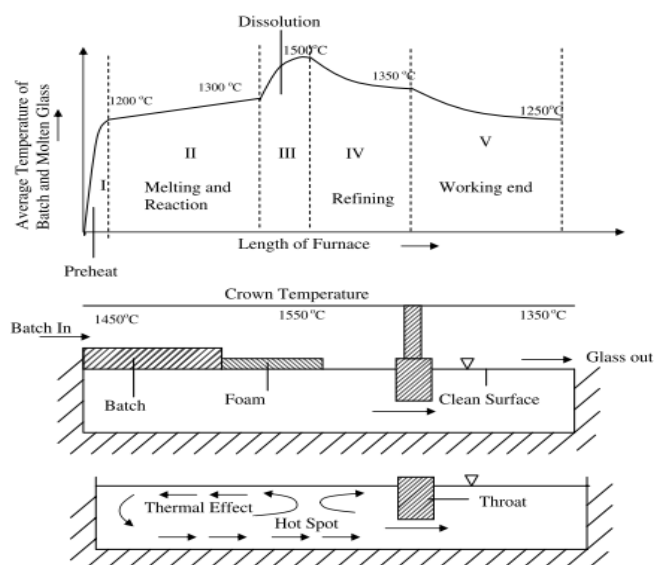 Dissolution
1500°C
1300 °C
1350 °C
1200 °C
1250°C
Average Temperature of
Batch and Molten Glass
I
II
III
IV
V
Melting and
Reaction
Refining
Working end
Length of Furnace
Preheat
Crown Temperature
1450°C
1550 °C
1350 °C
Batch In
Glass out
Batch
Foam
Clean Surface
Thermal Effect
Hot Spot
Throat